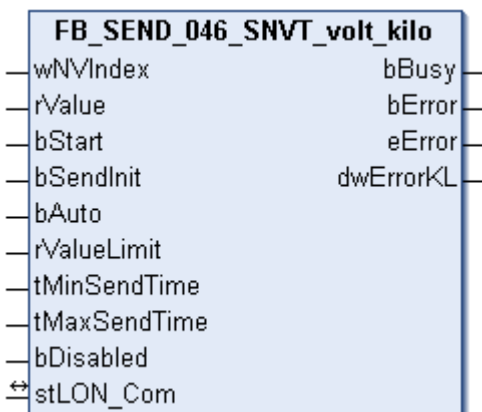 FB_SEND_046_SNVT_volt_kilo
wNVIndex bBusy
rValue bError
bStart eError
bSendInit dwErrorKL
bAuto
rValueLimit
tMinSendTime
tMaxSendTime
bDisabled
stLON_Com